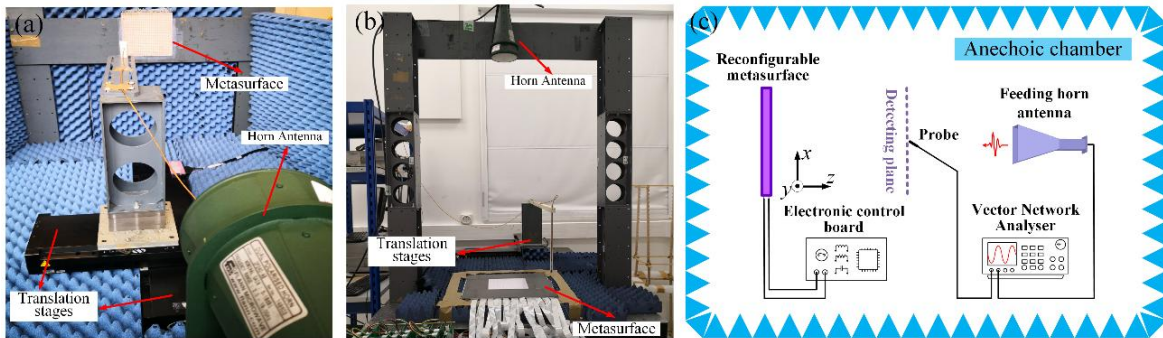 (a)
Metasurface
Horn Antenna
Translation
stages
(b)
Horn Antenna
Translation
stages
Metasurface
(c)
Anechoic chamber
Reconfigurable
metasurface
Detecting plane
Probe
Feeding horn
antenna
x
y
z
Electronic control
board
Vector Network
Analyser